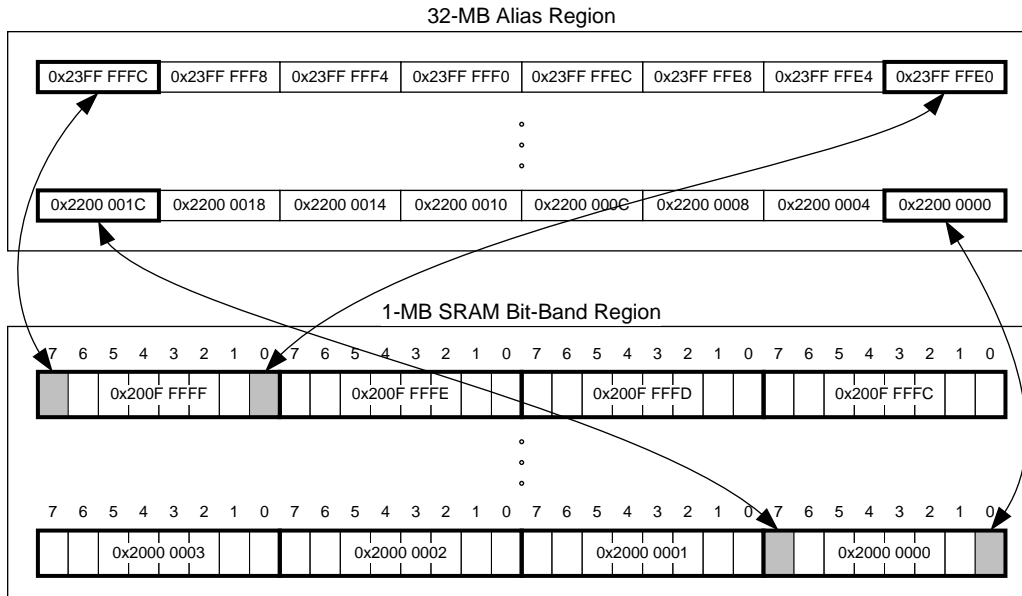 32-MB Alias Region
0x23FF FFFC 0x23FF FFF8 0x23FF FFF4 0x23FF FFF0 0x23FF FFEC 0x23FF FFE8 0x23FF FFE4 0x23FF FFE0
0x2200 001C 0x2200 0018 0x2200 0014 0x2200 0010 0x2200 000C 0x2200 0008 0x2200 0004 0x2200 0000
1-MB SRAM Bit-Band Region
7 6 5 4 3 2 1 0 7 6 5 4 3 2 1 0 7 6 5 4 3 2 1 0 7 6 5 4 3 2 1 0
0x200F FFFF 0x200F FFFE 0x200F FFFD 0x200F FFFC
7 6 5 4 3 2 1 0 7 6 5 4 3 2 1 0 7 6 5 4 3 2 1 0 7 6 5 4 3 2 1 0
0x2000 0003 0x2000 0002 0x2000 0001 0x2000 0000